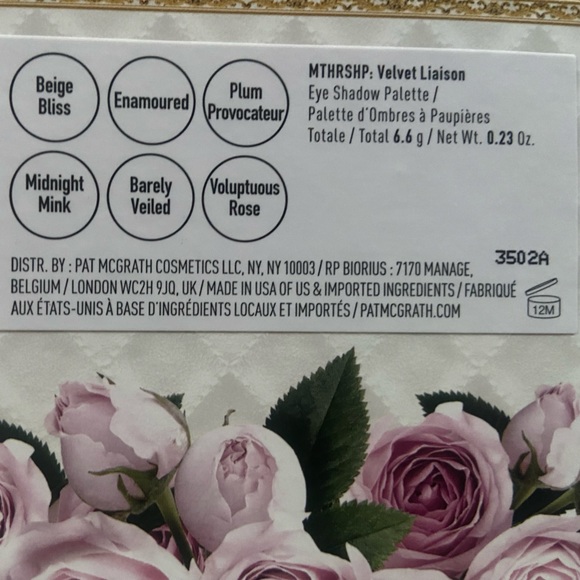 Beige
Bliss
Enamoured
Plum
Provocateur
MTHRSHP: Velvet Liaison
Eye Shadow Palette /
Palette d'Ombres à Paupières
Totale / Total 6.6 g / Net Wt. 0.23 Oz.
Midnight
Mink
Barely
Veiled
Voluptuous
Rose
3502A
DISTR. BY : PAT MCGRATH COSMETICS LLC, NY, NY 10003 / RP BIORIUS : 7170 MANAGE,
BELGIUM / LONDON WC2H 9JQ, UK / MADE IN USA OF US & IMPORTED INGREDIENTS / FABRIQUÉ
AUX ÉTATS-UNIS À BASE D'INGRÉDIENTS LOCAUX ET IMPORTÉS / PATMCGRATH.COM
12M